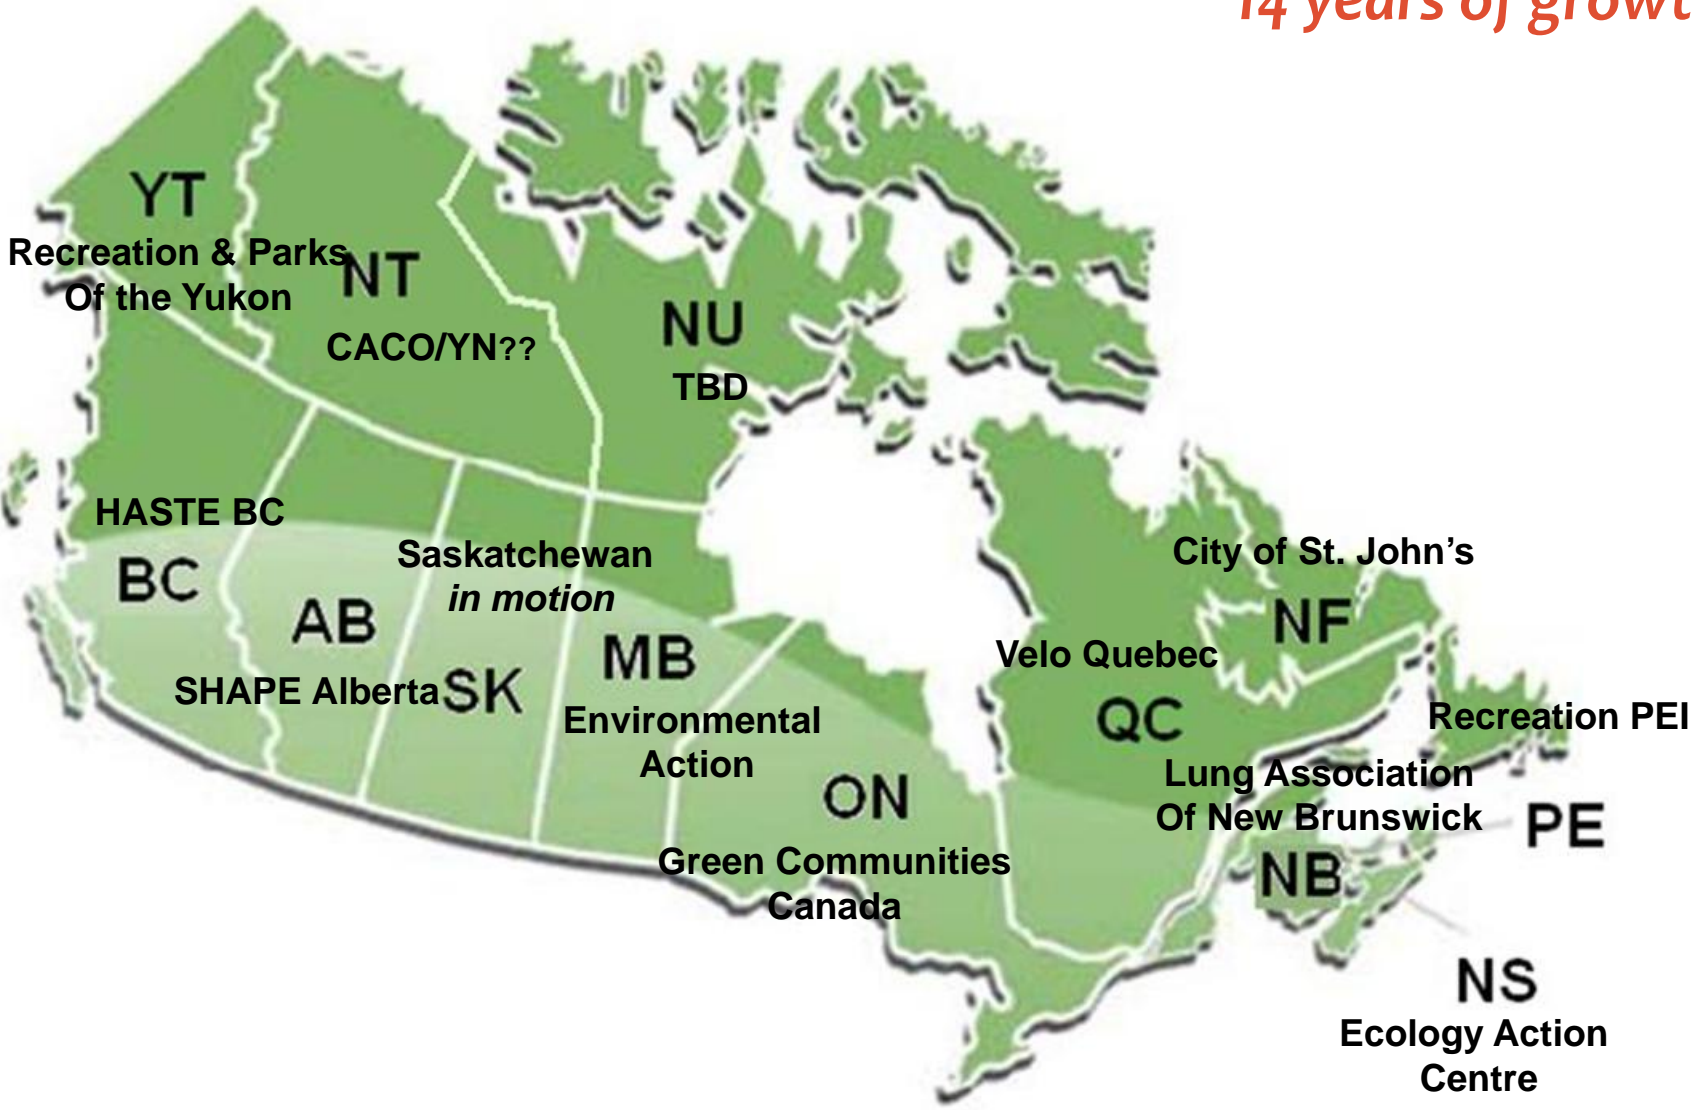 14 years of growt
YT
Recreation & Parks
Of the Yukon
NT
CACO/YN??
NU
TBD
HASTE BC
BC
Saskatchewan
in motion
AB
SHAPE Alberta
SK
MB
Environmental
Action
ON
Green Communities
Canada
City of St. John’s
NF
Velo Quebec
QC
Recreation PEI
Lung Association
Of New Brunswick
PE
NB
NS
Ecology Action
Centre